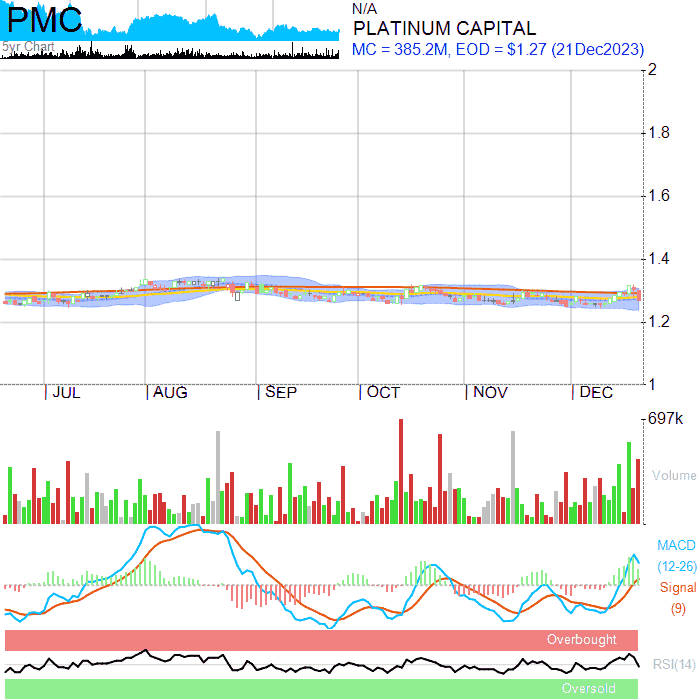 PMC
5yr Chart
N/A
PLATINUM CAPITAL
MC = 385.2M, EOD = $1.27 (21Dec2023)
2
1.8
1.6
1.4
1.2
1
JUL AUG SEP OCT NOV DEC
697k
Volume
MACD
(12-26)
Signal
(9)
Overbought
RSI(14)
Oversold